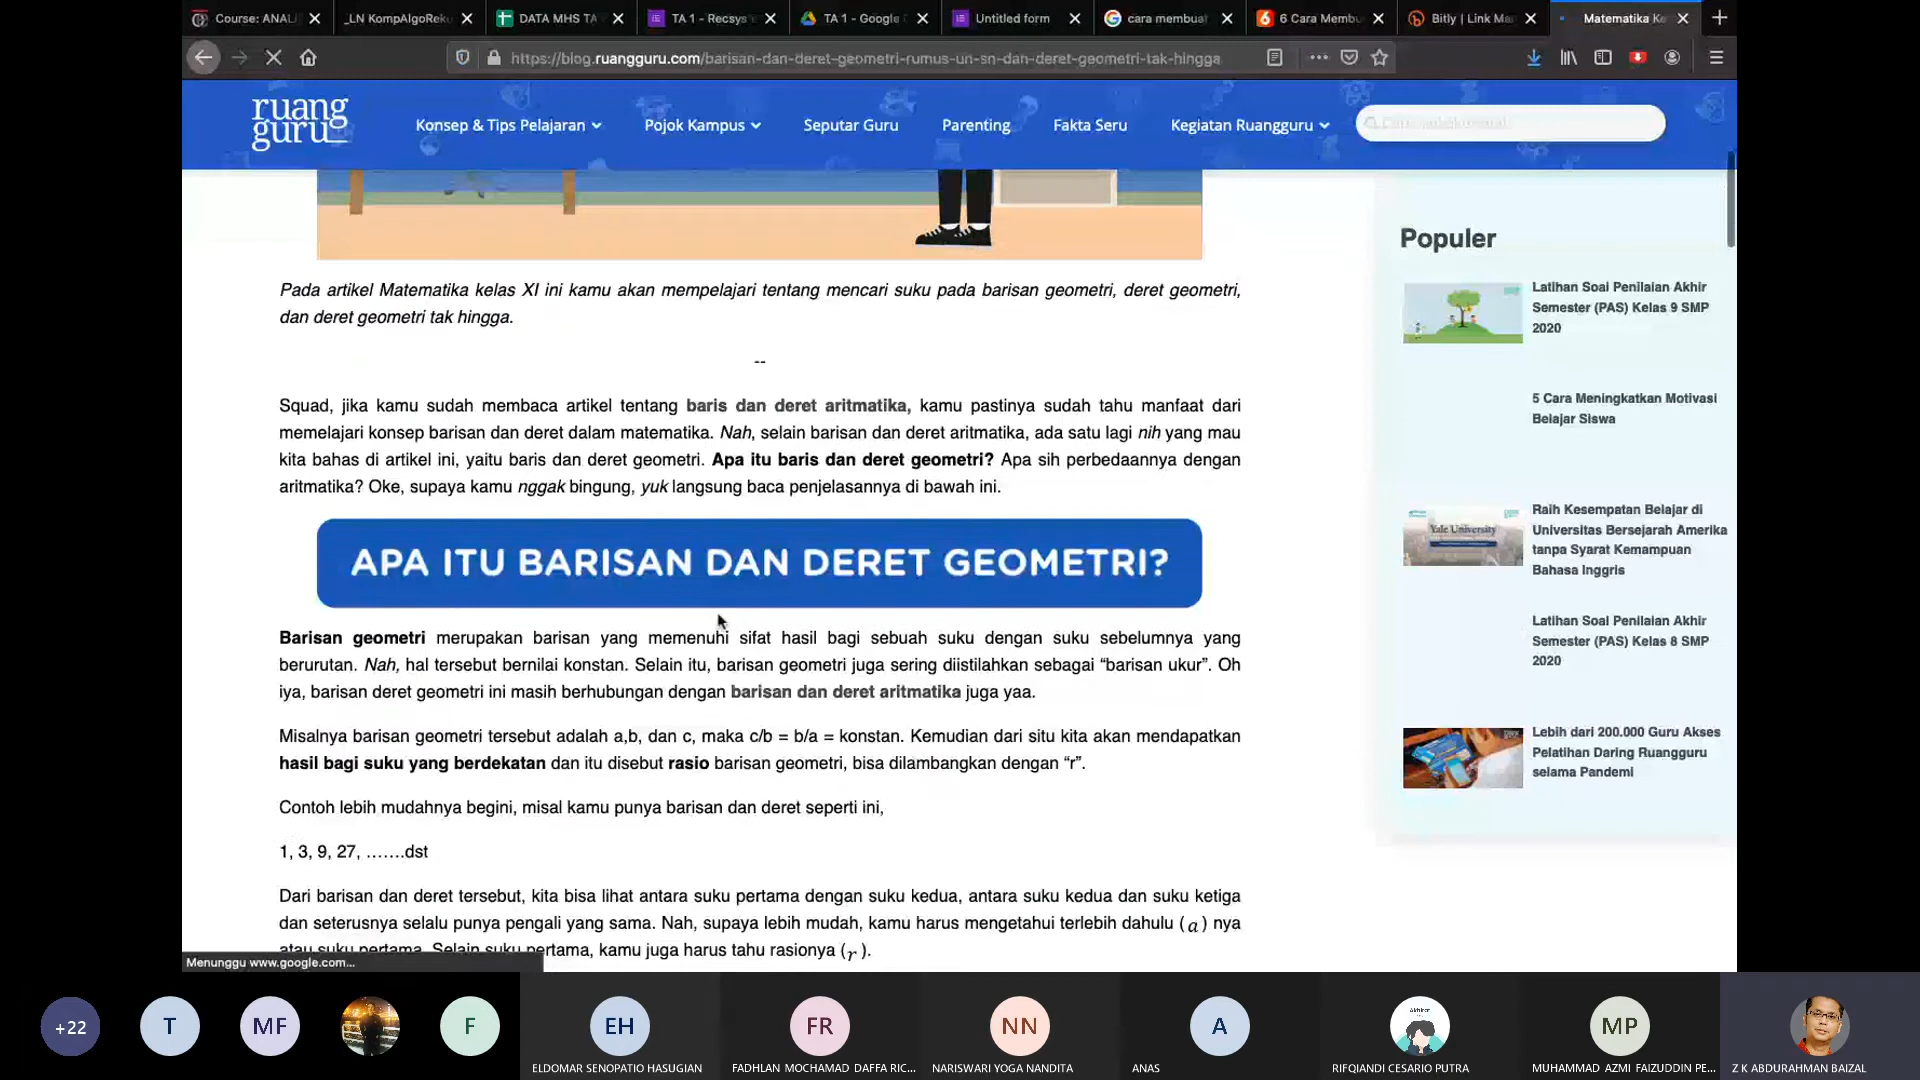 Course: ANALI
_LN KompAlgoReku
DATA MHS TA
TA 1 - Recsys
TA 1 - Google
Untitled form
cara membuat
6 Cara Membu
Bitly | Link Ma
Matematika Ke
https://blog.ruangguru.com/barisan-dan-deret-geometri-rumus-un-sn-dan-deret-geometri-tak-hingga
ruang
guru
Konsep & Tips Pelajaran
Pojok Kampus
Seputar Guru
Parenting
Fakta Seru
Kegiatan Ruangguru
Pada artikel Matematika kelas XI ini kamu akan mempelajari tentang mencari suku pada barisan geometri, deret geometri,
dan deret geometri tak hingga.
--
Squad, jika kamu sudah membaca artikel tentang baris dan deret aritmatika, kamu pastinya sudah tahu manfaat dari
memelajari konsep barisan dan deret dalam matematika. Nah, selain barisan dan deret aritmatika, ada satu lagi nih yang mau
kita bahas di artikel ini, yaitu baris dan deret geometri. Apa itu baris dan deret geometri? Apa sih perbedaannya dengan
aritmatika? Oke, supaya kamu nggak bingung, yuk langsung baca penjelasannya di bawah ini.
APA ITU BARISAN DAN DERET GEOMETRI?
Barisan geometri merupakan barisan yang memenuhi sifat hasil bagi sebuah suku dengan suku sebelumnya yang
berurutan. Nah, hal tersebut bernilai konstan. Selain itu, barisan geometri juga sering diistilahkan sebagai “barisan ukur”. Oh
iya, barisan deret geometri ini masih berhubungan dengan barisan dan deret aritmatika juga yaa.
Misalnya barisan geometri tersebut adalah a,b, dan c, maka c/b = b/a = konstan. Kemudian dari situ kita akan mendapatkan
hasil bagi suku yang berdekatan dan itu disebut rasio barisan geometri, bisa dilambangkan dengan “r”.
Contoh lebih mudahnya begini, misal kamu punya barisan dan deret seperti ini,
1, 3, 9, 27, …….dst
Dari barisan dan deret tersebut, kita bisa lihat antara suku pertama dengan suku kedua, antara suku kedua dan suku ketiga
dan seterusnya selalu punya pengali yang sama. Nah, supaya lebih mudah, kamu harus mengetahui terlebih dahulu (a) nya
atau suku pertama. Selain suku pertama, kamu juga harus tahu rasionya (r).
Populer
Latihan Soal Penilaian Akhir
Semester (PAS) Kelas 9 SMP
2020
5 Cara Meningkatkan Motivasi
Belajar Siswa
Yale University
Raih Kesempatan Belajar di
Universitas Bersejarah Amerika
tanpa Syarat Kemampuan
Bahasa Inggris
Latihan Soal Penilaian Akhir
Semester (PAS) Kelas 8 SMP
2020
Lebih dari 200.000 Guru Akses
Pelatihan Daring Ruangguru
selama Pandemi
Menunggu www.google.com...
+22
T
MF
F
EH
FR
NN
A
MP
ELDOMAR SENOPATIO HASUGIAN
FADHLAN MOCHAMAD DAFFA RIC...
NARISWARI YOGA NANDITA
ANAS
RIFQIANDI CESARIO PUTRA
MUHAMMAD AZMI FAIZUDDIN PE...
Z K ABDURAHMAN BAIZAL